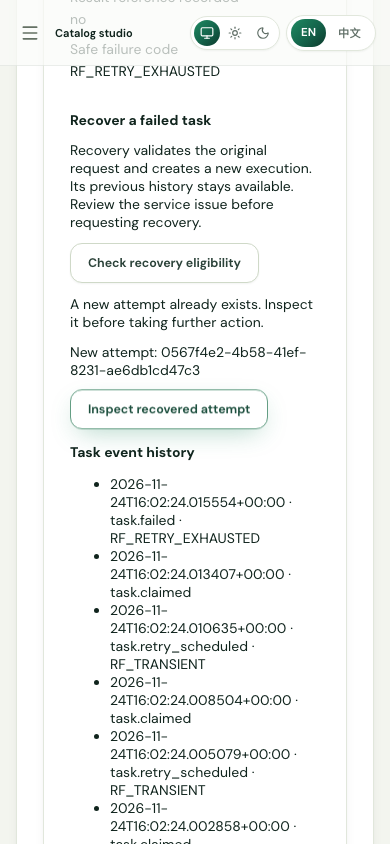 Result reference recorded
no
Catalog studio
EN
中文
Safe failure code
RF_RETRY_EXHAUSTED
Recover a failed task
Recovery validates the original
request and creates a new execution.
Its previous history stays available.
Review the service issue before
requesting recovery.
Check recovery eligibility
A new attempt already exists. Inspect
it before taking further action.
New attempt: 0567f4e2-4b58-41ef-
8231-ae6db1cd47c3
Inspect recovered attempt
Task event history
2026-11-
24T16:02:24.015554+00:00 ·
task.failed ·
RF_RETRY_EXHAUSTED
2026-11-
24T16:02:24.013407+00:00 ·
task.claimed
2026-11-
24T16:02:24.010635+00:00 ·
task.retry_scheduled ·
RF_TRANSIENT
2026-11-
24T16:02:24.008504+00:00 ·
task.claimed
2026-11-
24T16:02:24.005079+00:00 ·
task.retry_scheduled ·
RF_TRANSIENT
2026-11-
24T16:02:24.002858+00:00 ·
task.claimed